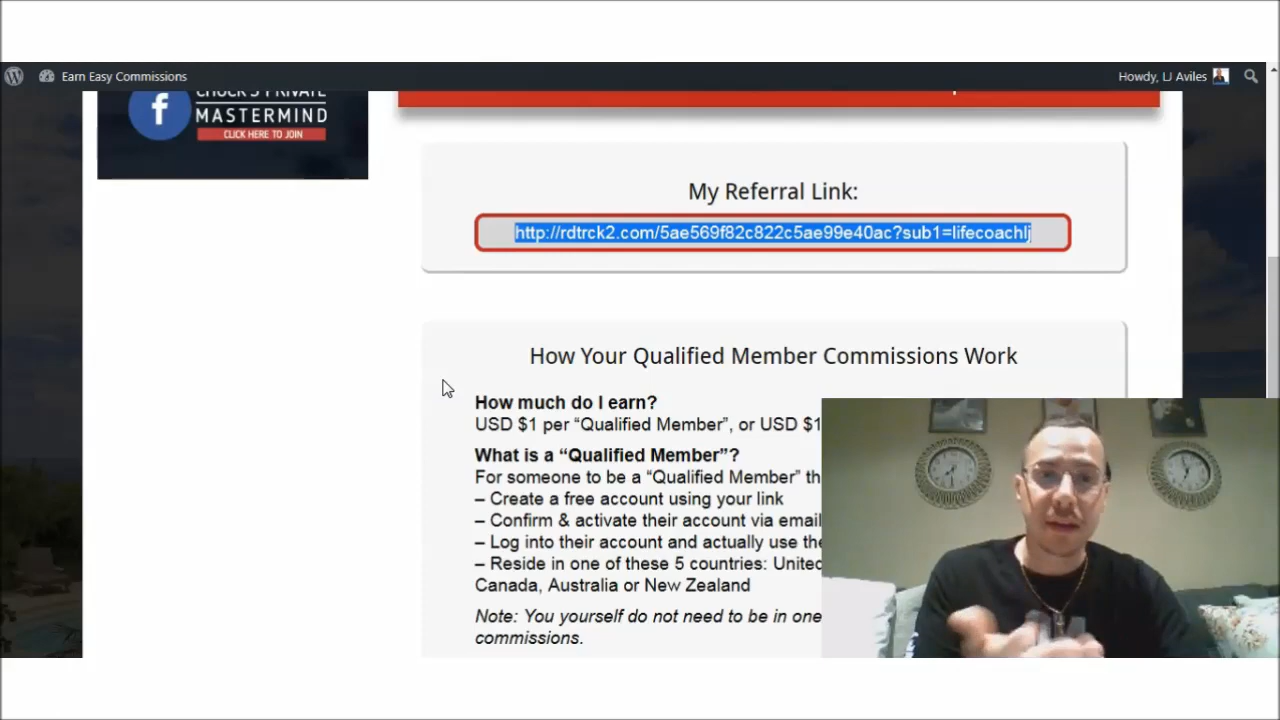 Earn Easy Commissions
Howdy, LJ Aviles
CHUCK'S PRIVATE
MASTERMIND
CLICK HERE TO JOIN
My Referral Link:
http://rdtrck2.com/5ae569f82c822c5ae99e40ac?sub1=lifecoachlj
How Your Qualified Member Commissions Work
How much do I earn?
USD $1 per “Qualified Member”, or USD $1
What is a “Qualified Member”?
For someone to be a “Qualified Member” th
– Create a free account using your link
– Confirm & activate their account via email
– Log into their account and actually use the
– Reside in one of these 5 countries: United
Canada, Australia or New Zealand
Note: You yourself do not need to be in one
commissions.